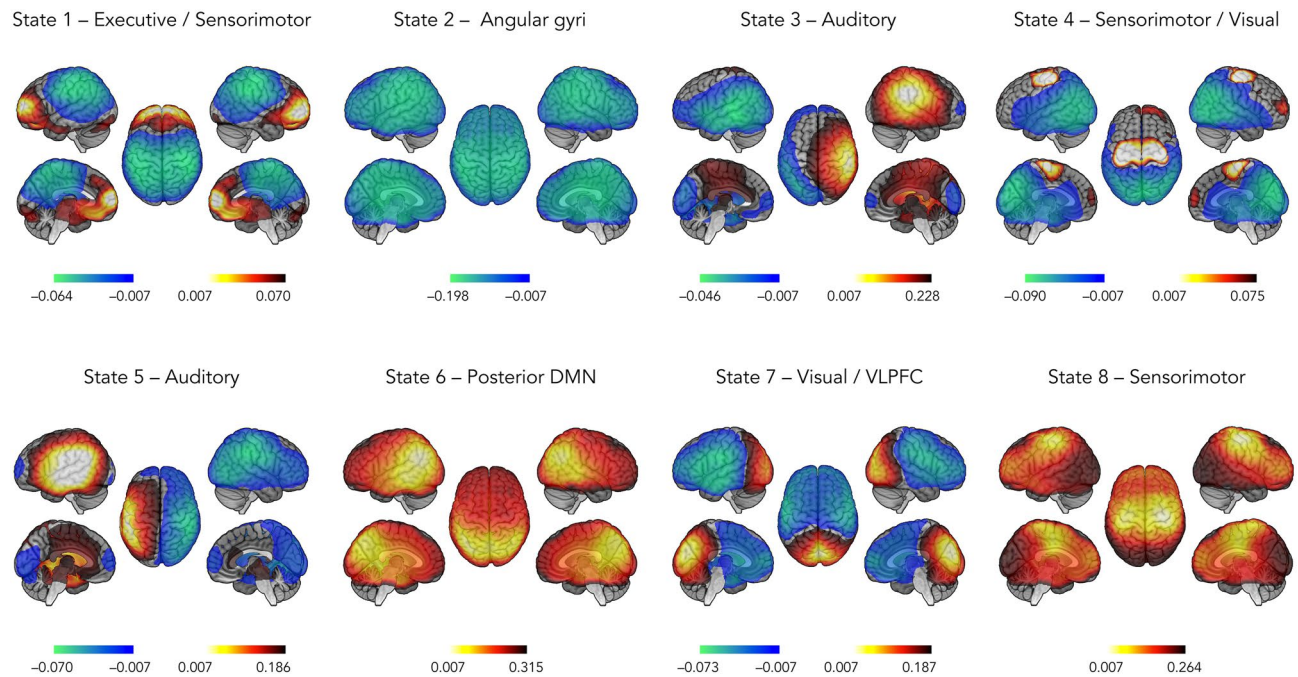 State 1 – Executive / Sensorimotor
State 2 – Angular gyri
State 3 – Auditory
State 4 – Sensorimotor / Visual
−0.064 −0.007 0.007 0.070
−0.198 −0.007
−0.046 −0.007 0.007 0.228
−0.090 −0.007 0.007 0.075
State 5 – Auditory
State 6 – Posterior DMN
State 7 – Visual / VLPFC
State 8 – Sensorimotor
−0.070 −0.007 0.007 0.186
0.007 0.315
−0.073 −0.007 0.007 0.187
0.007 0.264